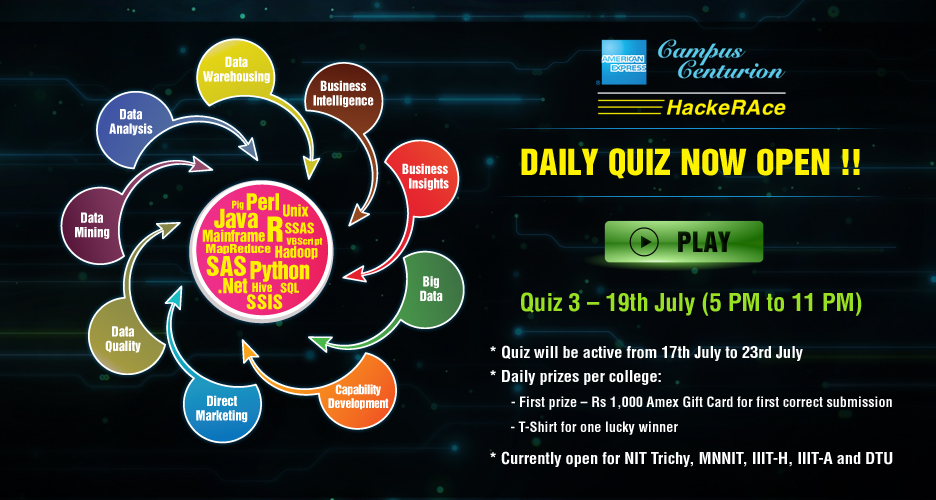 Data
Warehousing
Business
Intelligence
Data
Analysis
Business
Insights
Data
Mining
Big
Data
Data
Quality
Capability
Development
Direct
Marketing
Pig Perl
Java Unix
R SSAS
Mainframe VBScript
MapReduce Hadoop
SAS Python
.Net Hive SQL
SSIS
AMERICAN
EXPRESS
Campus
Centurion
HackeRAce
DAILY QUIZ NOW OPEN !!
PLAY
Quiz 3 – 19th July (5 PM to 11 PM)
* Quiz will be active from 17th July to 23rd July
* Daily prizes per college:
- First prize – Rs 1,000 Amex Gift Card for first correct submission
- T-Shirt for one lucky winner
* Currently open for NIT Trichy, MNNIT, IIIT-H, IIIT-A and DTU